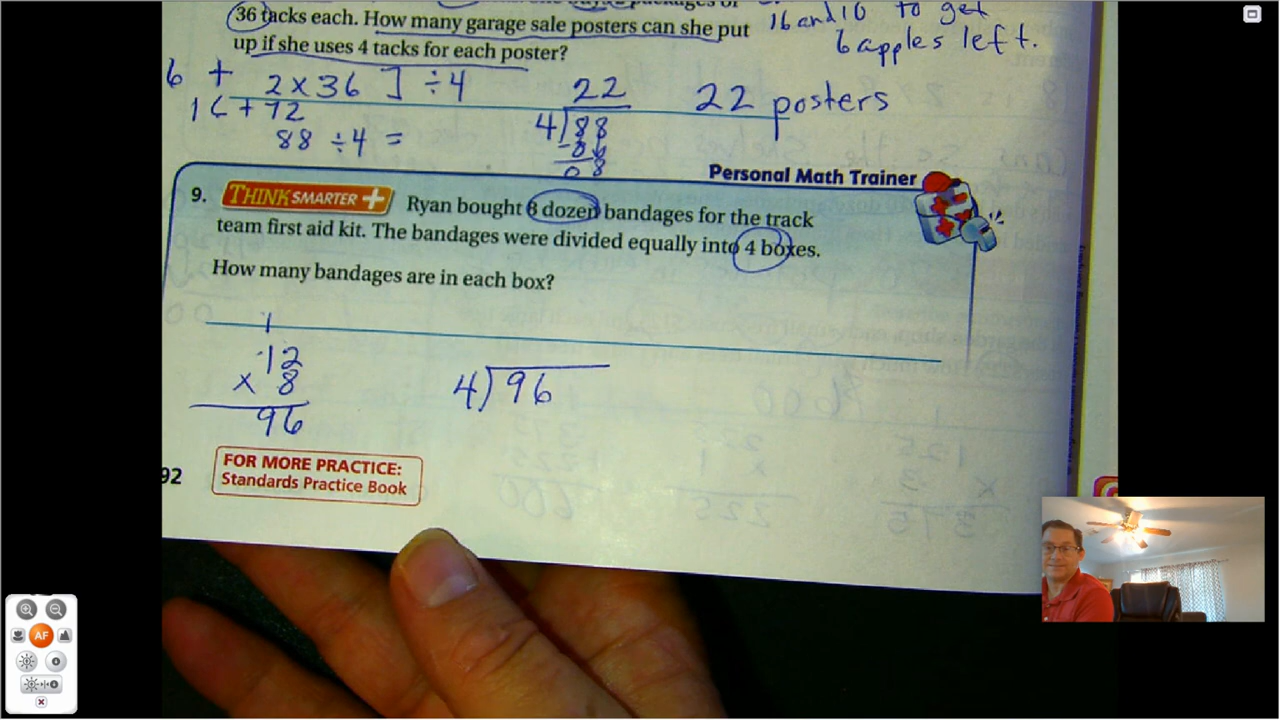 36 tacks each. How many garage sale posters can she put
up if she uses 4 tacks for each poster?
to get
6 apples left.
6 + 2 x 36 ] ÷ 4
16 + 72
88 ÷ 4 =
22
4)88
08
22 posters
Personal Math Trainer
9. THINK SMARTER + Ryan bought 8 dozen bandages for the track
team first aid kit. The bandages were divided equally into 4 boxes.
How many bandages are in each box?
1
12
x 8
96
4)96
FOR MORE PRACTICE:
Standards Practice Book
92
AF